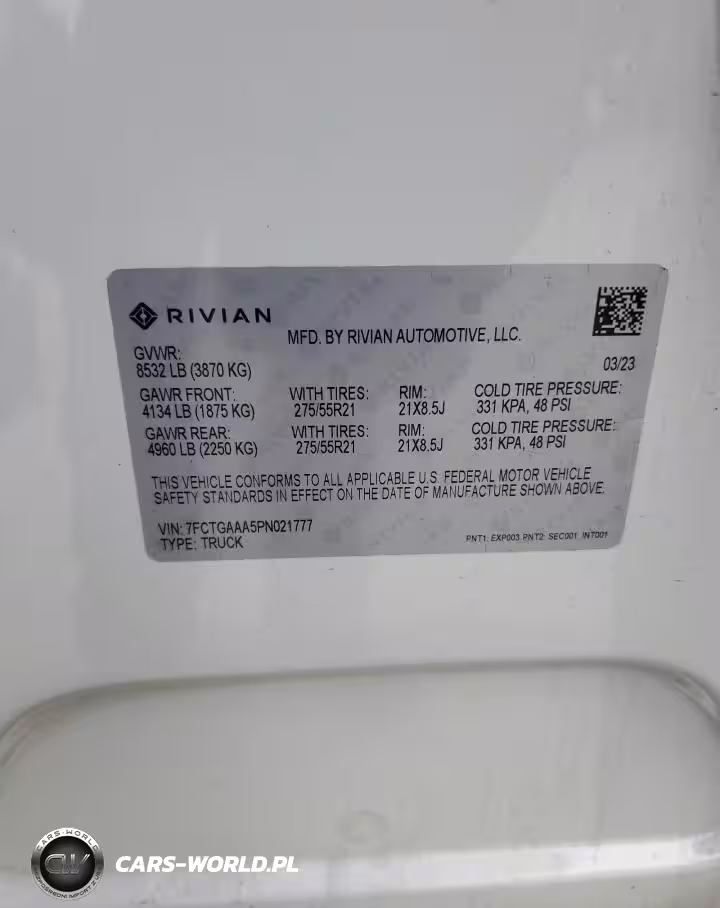 RIVIAN
MFD. BY RIVIAN AUTOMOTIVE, LLC.
GVWR:
8532 LB (3870 KG)
03/23
GAWR FRONT: WITH TIRES: RIM: COLD TIRE PRESSURE:
4134 LB (1875 KG) 275/55R21 21X8.5J 331 KPA, 48 PSI
GAWR REAR: WITH TIRES: RIM: COLD TIRE PRESSURE:
4960 LB (2250 KG) 275/55R21 21X8.5J 331 KPA, 48 PSI
THIS VEHICLE CONFORMS TO ALL APPLICABLE U.S. FEDERAL MOTOR VEHICLE
SAFETY STANDARDS IN EFFECT ON THE DATE OF MANUFACTURE SHOWN ABOVE.
VIN: 7FCTGAAA5PN021777
TYPE: TRUCK
PNT1: EXP003 PNT2: SEC001 INT001
CARS-WORLD
CW
CARS-WORLD.PL